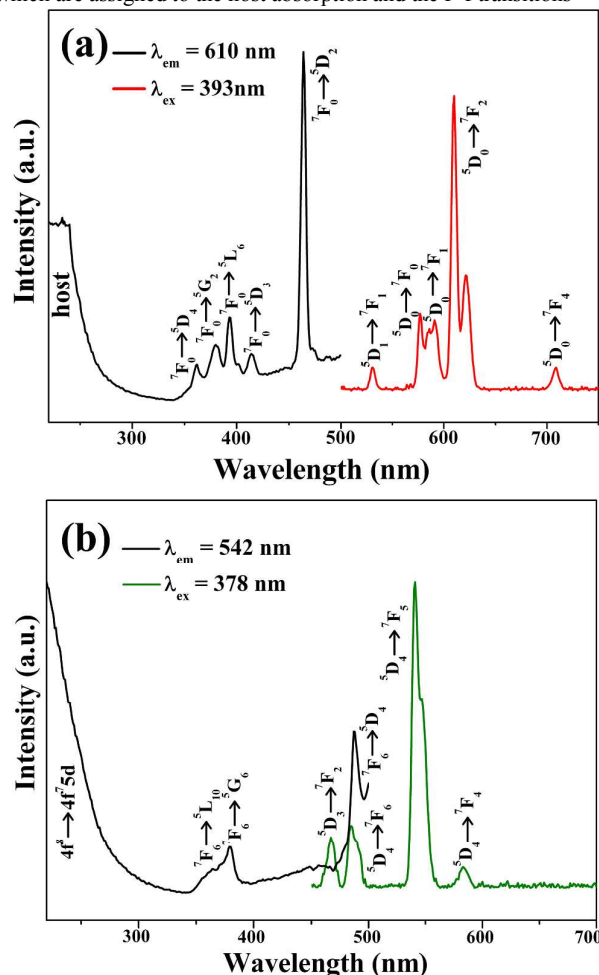 which are assigned to the host absorption and the f–f transitions
(a)
λem = 610 nm
λex = 393nm
host
⁷F₀→⁵D₄
⁷F₀→⁵G₂
⁷F₀→⁵L₆
⁷F₀→⁵D₃
⁷F₀→⁵D₂
⁵D₁→⁷F₁
⁵D₀→⁷F₀
⁵D₀→⁷F₁
⁵D₀→⁷F₂
⁵D₀→⁷F₄
Intensity (a.u.)
300 400 500 600 700
Wavelength (nm)
(b)
λem = 542 nm
λex = 378 nm
4f⁸→4f⁷5d
⁷F₆→⁵L₁₀
⁷F₆→⁵G₆
⁵D₃→⁷F₂
⁵D₄→⁷F₆
⁷F₆→⁵D₄
⁵D₄→⁷F₅
⁵D₄→⁷F₄
Intensity (a.u.)
300 400 500 600 700
Wavelength (nm)